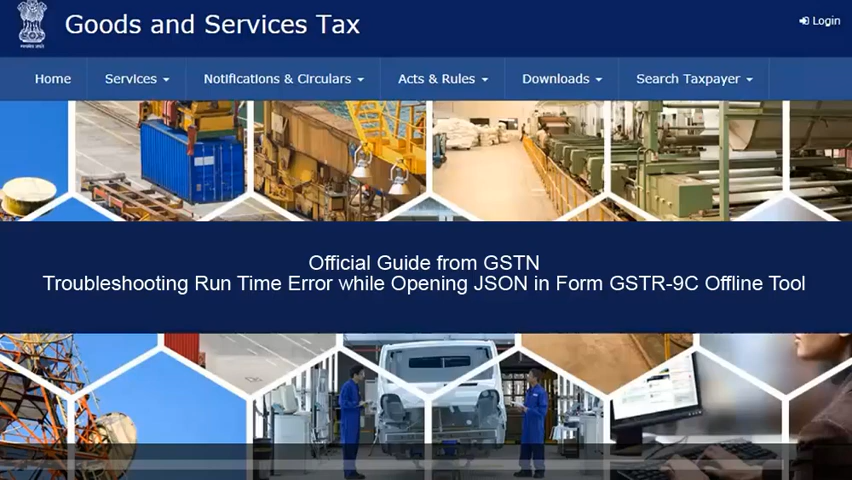 Goods and Services Tax
Login
Home
Services
Notifications & Circulars
Acts & Rules
Downloads
Search Taxpayer
Official Guide from GSTN
Troubleshooting Run Time Error while Opening JSON in Form GSTR-9C Offline Tool